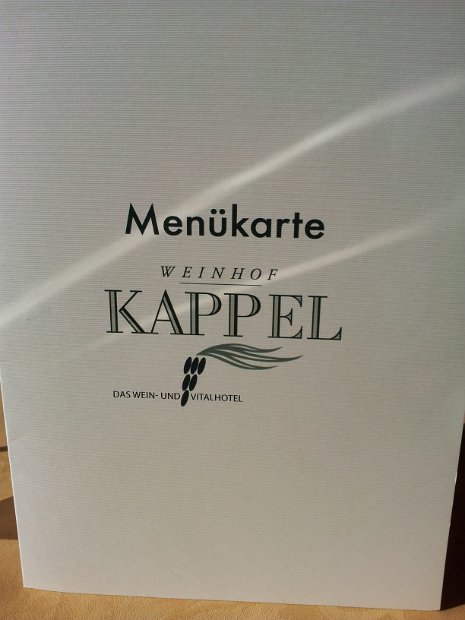 Menükarte
WEINHOF
KAPPEL
DAS WEIN- UND VITALHOTEL